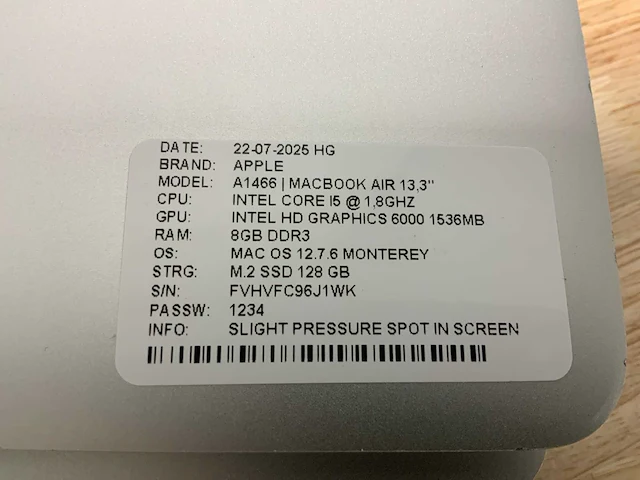 DATE: 22-07-2025 HG
BRAND: APPLE
MODEL: A1466 | MACBOOK AIR 13,3"
CPU: INTEL CORE I5 @ 1,8GHZ
GPU: INTEL HD GRAPHICS 6000 1536MB
RAM: 8GB DDR3
OS: MAC OS 12.7.6 MONTEREY
STRG: M.2 SSD 128 GB
S/N: FVHVFC96J1WK
PASSW: 1234
INFO: SLIGHT PRESSURE SPOT IN SCREEN